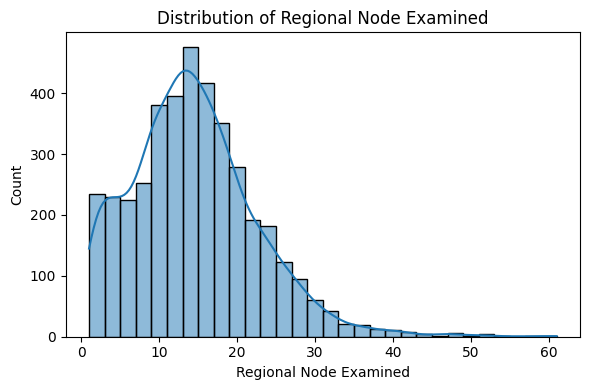 Distribution of Regional Node Examined
Count
400
300
200
100
0
0 10 20 30 40 50 60
Regional Node Examined